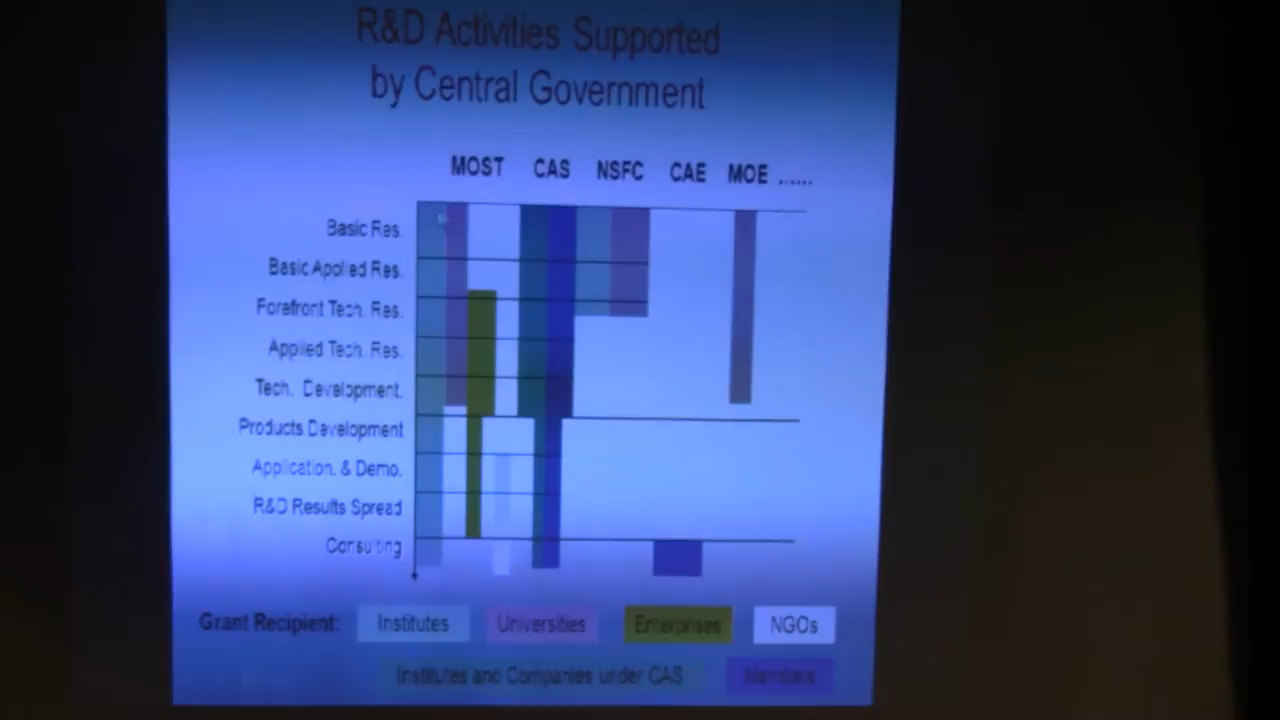 R&D Activities Supported
by Central Government
MOST CAS NSFC CAE MOE ......
Basic Res.
Basic Applied Res.
Forefront Tech. Res.
Applied Tech. Res.
Tech. Development.
Products Development
Application. & Demo.
R&D Results Spread
Consulting
Grant Recipient: Institutes Universities Enterprises NGOs
Institutes and Companies under CAS Members